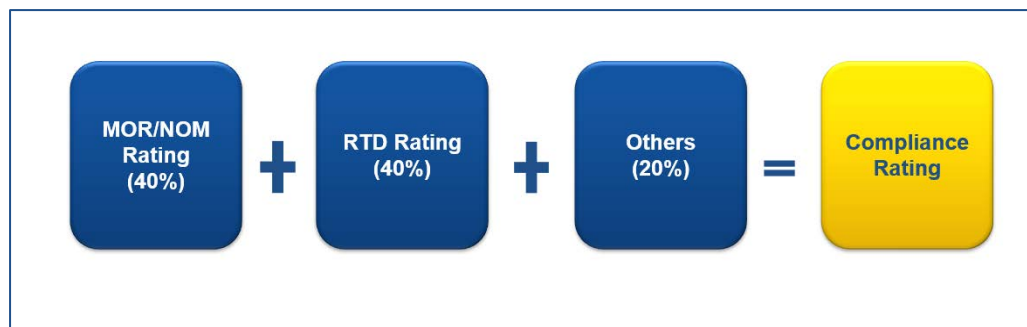 MOR/NOM
Rating
(40%)
+
RTD Rating
(40%)
+
Others
(20%)
=
Compliance
Rating